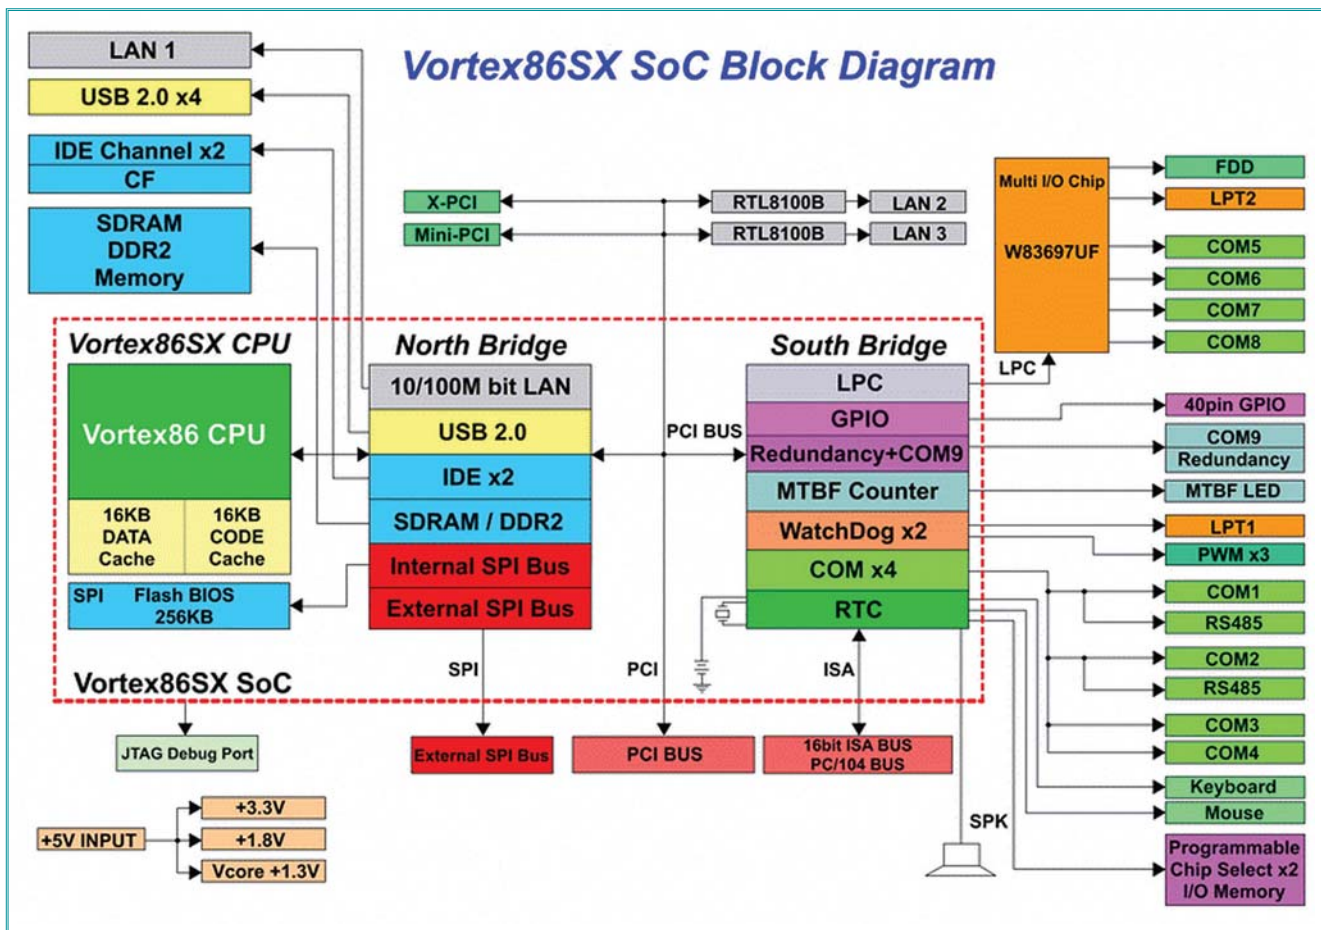 Vortex86SX SoC Block Diagram
LAN 1
USB 2.0 x4
IDE Channel x2
CF
SDRAM
DDR2
Memory
X-PCI
Mini-PCI
RTL8100B
LAN 2
RTL8100B
LAN 3
Multi I/O Chip
W83697UF
LPC
FDD
LPT2
COM5
COM6
COM7
COM8
Vortex86SX CPU
Vortex86 CPU
16KB
DATA
Cache
16KB
CODE
Cache
SPI
Flash BIOS
256KB
North Bridge
10/100M bit LAN
USB 2.0
IDE x2
SDRAM / DDR2
Internal SPI Bus
External SPI Bus
PCI BUS
South Bridge
LPC
GPIO
Redundancy+COM9
MTBF Counter
WatchDog x2
COM x4
RTC
40pin GPIO
COM9
Redundancy
MTBF LED
LPT1
PWM x3
COM1
RS485
COM2
RS485
COM3
COM4
Keyboard
Mouse
Programmable
Chip Select x2
I/O Memory
SPI
PCI
ISA
SPK
Vortex86SX SoC
JTAG Debug Port
External SPI Bus
PCI BUS
16bit ISA BUS
PC/104 BUS
+5V INPUT
+3.3V
+1.8V
Vcore +1.3V